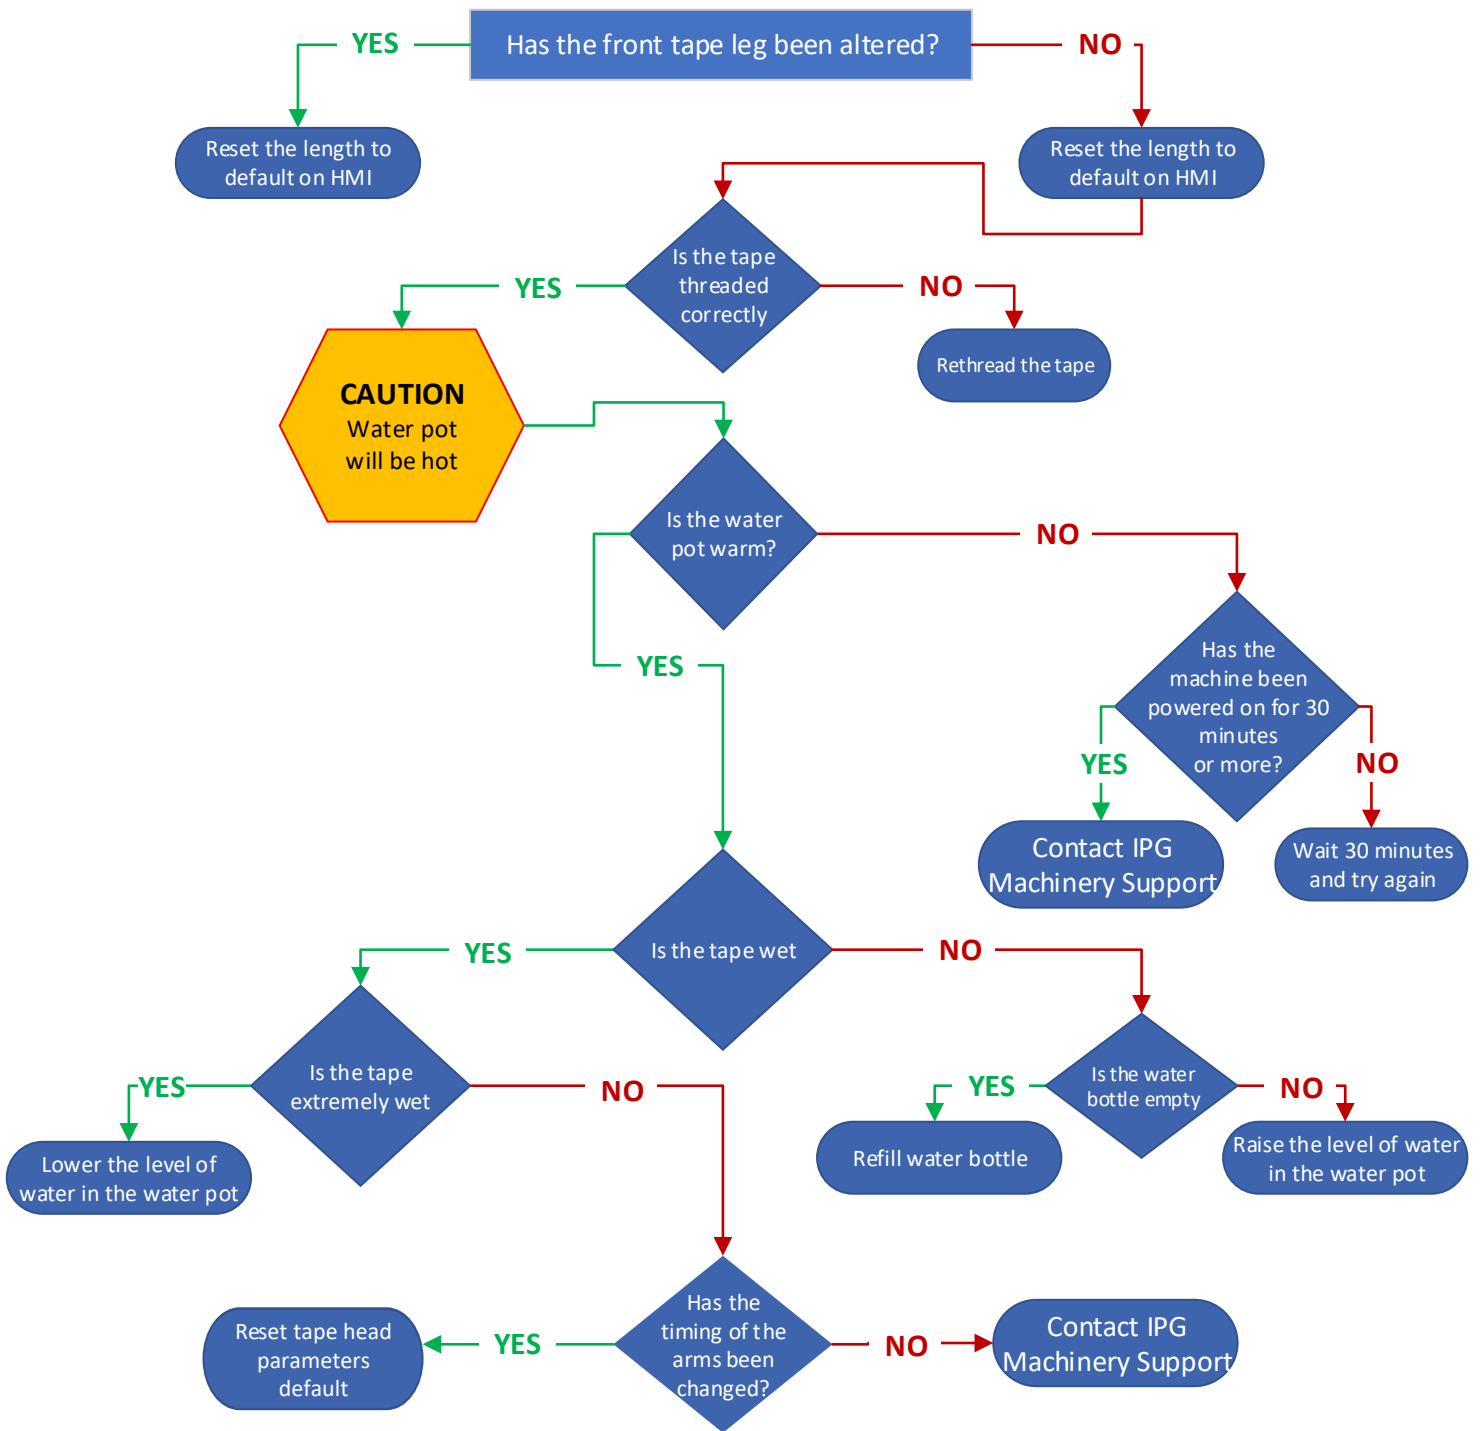 Has the front tape leg been altered?
YES
NO
Reset the length to
default on HMI
Reset the length to
default on HMI
Is the tape
threaded
correctly
YES
NO
Rethread the tape
CAUTION
Water pot
will be hot
Is the water
pot warm?
NO
YES
Has the
machine been
powered on for 30
minutes
or more?
YES
NO
Contact IPG
Machinery Support
Wait 30 minutes
and try again
Is the tape wet
YES
NO
Is the tape
extremely wet
YES
NO
Is the water
bottle empty
YES
NO
Lower the level of
water in the water pot
Refill water bottle
Raise the level of water
in the water pot
Has the
timing of the
arms been
changed?
YES
NO
Reset tape head
parameters
default
Contact IPG
Machinery Support